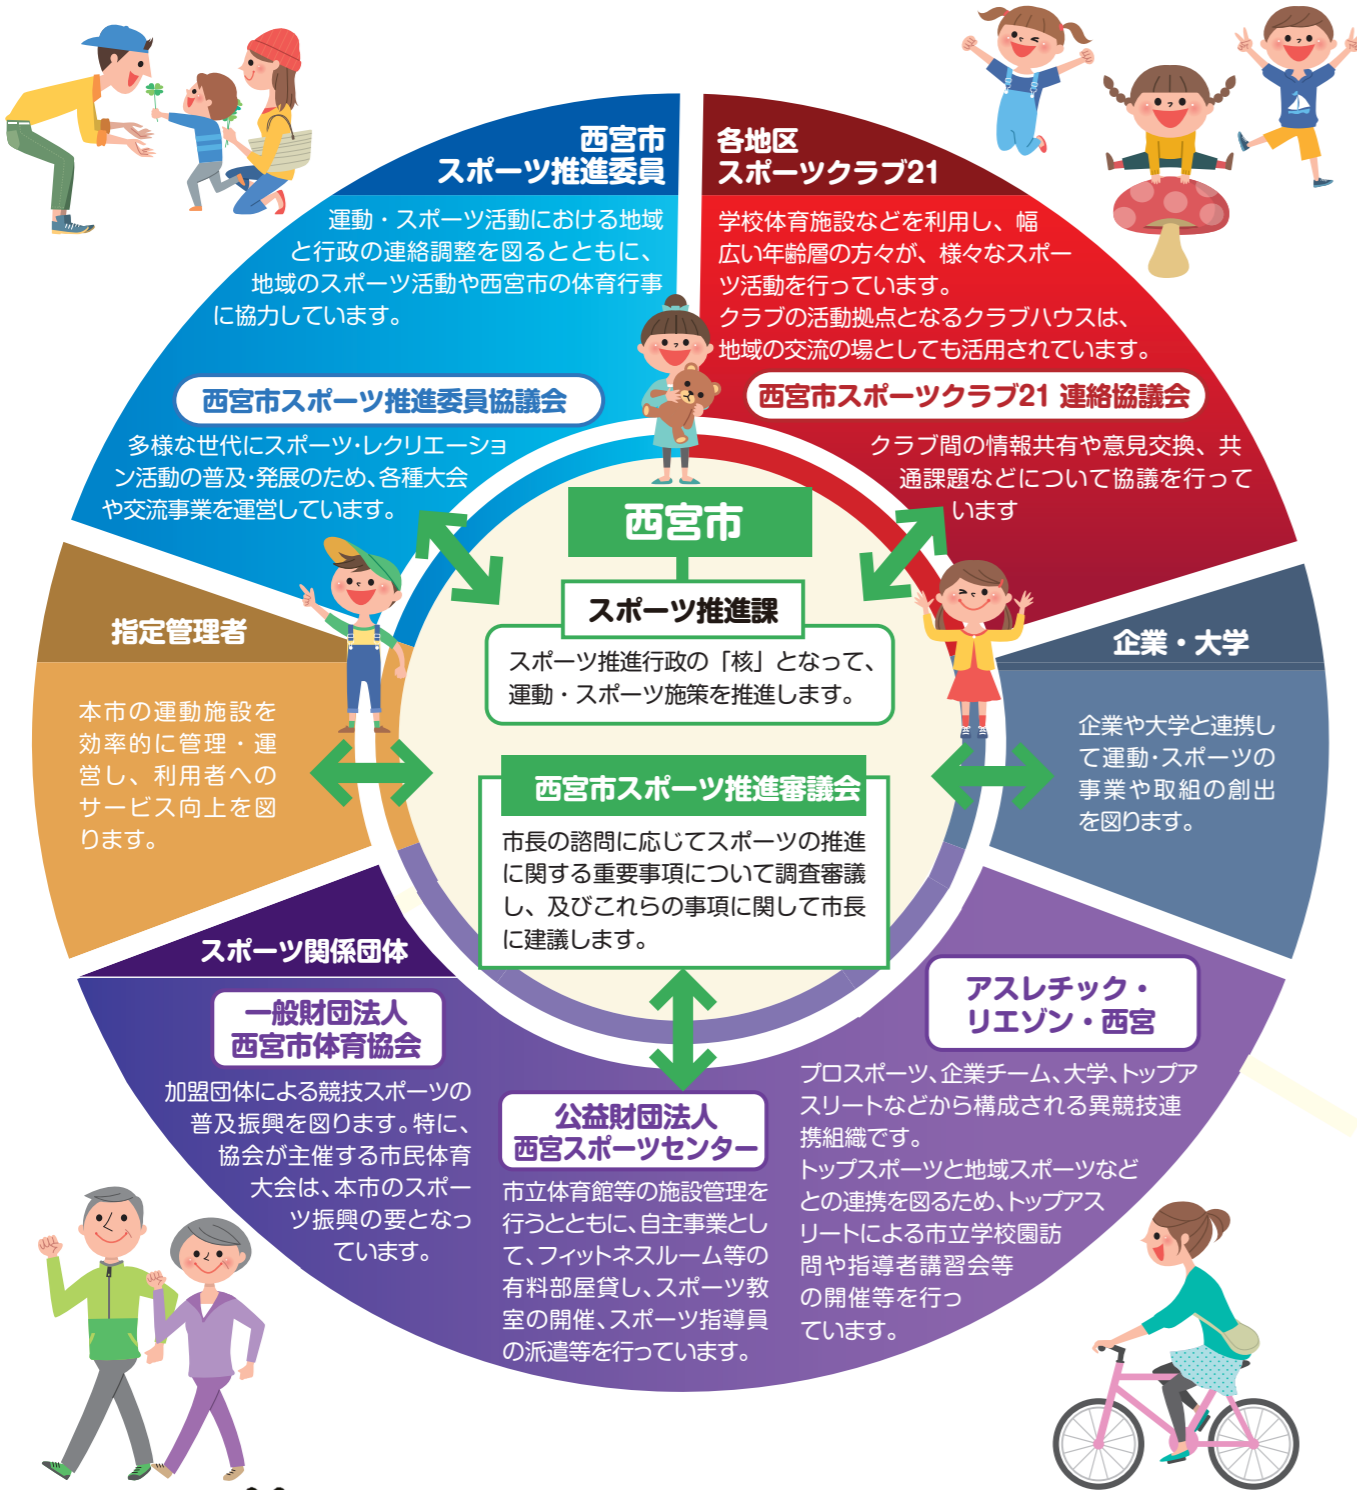 西宮市
スポーツ推進委員
運動・スポーツ活動における地域
と行政の連絡調整を図るとともに、
地域のスポーツ活動や西宮市の体育行事
に協力しています。
西宮市スポーツ推進委員協議会
多様な世代にスポーツ・レクリエーショ
ン活動の普及・発展のため、各種大会
や交流事業を運営しています。
各地区
スポーツクラブ21
学校体育施設などを利用し、幅
広い年齢層の方々が、様々なスポー
ツ活動を行っています。
クラブの活動拠点となるクラブハウスは、
地域の交流の場としても活用されています。
西宮市スポーツクラブ21 連絡協議会
クラブ間の情報共有や意見交換、共
通課題などについて協議を行って
います
西宮市
スポーツ推進課
スポーツ推進行政の「核」となって、
運動・スポーツ施策を推進します。
西宮市スポーツ推進審議会
市長の諮問に応じてスポーツの推進
に関する重要事項について調査審議
し、及びこれらの事項に関して市長
に建議します。
指定管理者
本市の運動施設を
効率的に管理・運
営し、利用者への
サービス向上を図
ります。
企業・大学
企業や大学と連携し
て運動・スポーツの
事業や取組の創出
を図ります。
スポーツ関係団体
一般財団法人
西宮市体育協会
加盟団体による競技スポーツの
普及振興を図ります。特に、
協会が主催する市民体育
大会は、本市のスポー
ツ振興の要となっ
ています。
公益財団法人
西宮スポーツセンター
市立体育館等の施設管理を
行うとともに、自主事業とし
て、フィットネスルーム等の
有料部屋貸し、スポーツ教
室の開催、スポーツ指導員
の派遣等を行っています。
アスレチック・
リエゾン・西宮
プロスポーツ、企業チーム、大学、トップア
スリートなどから構成される異競技連
携組織です。
トップスポーツと地域スポーツなど
との連携を図るため、トップアス
リートによる市立学校園訪
問や指導者講習会等
の開催等を行っ
ています。